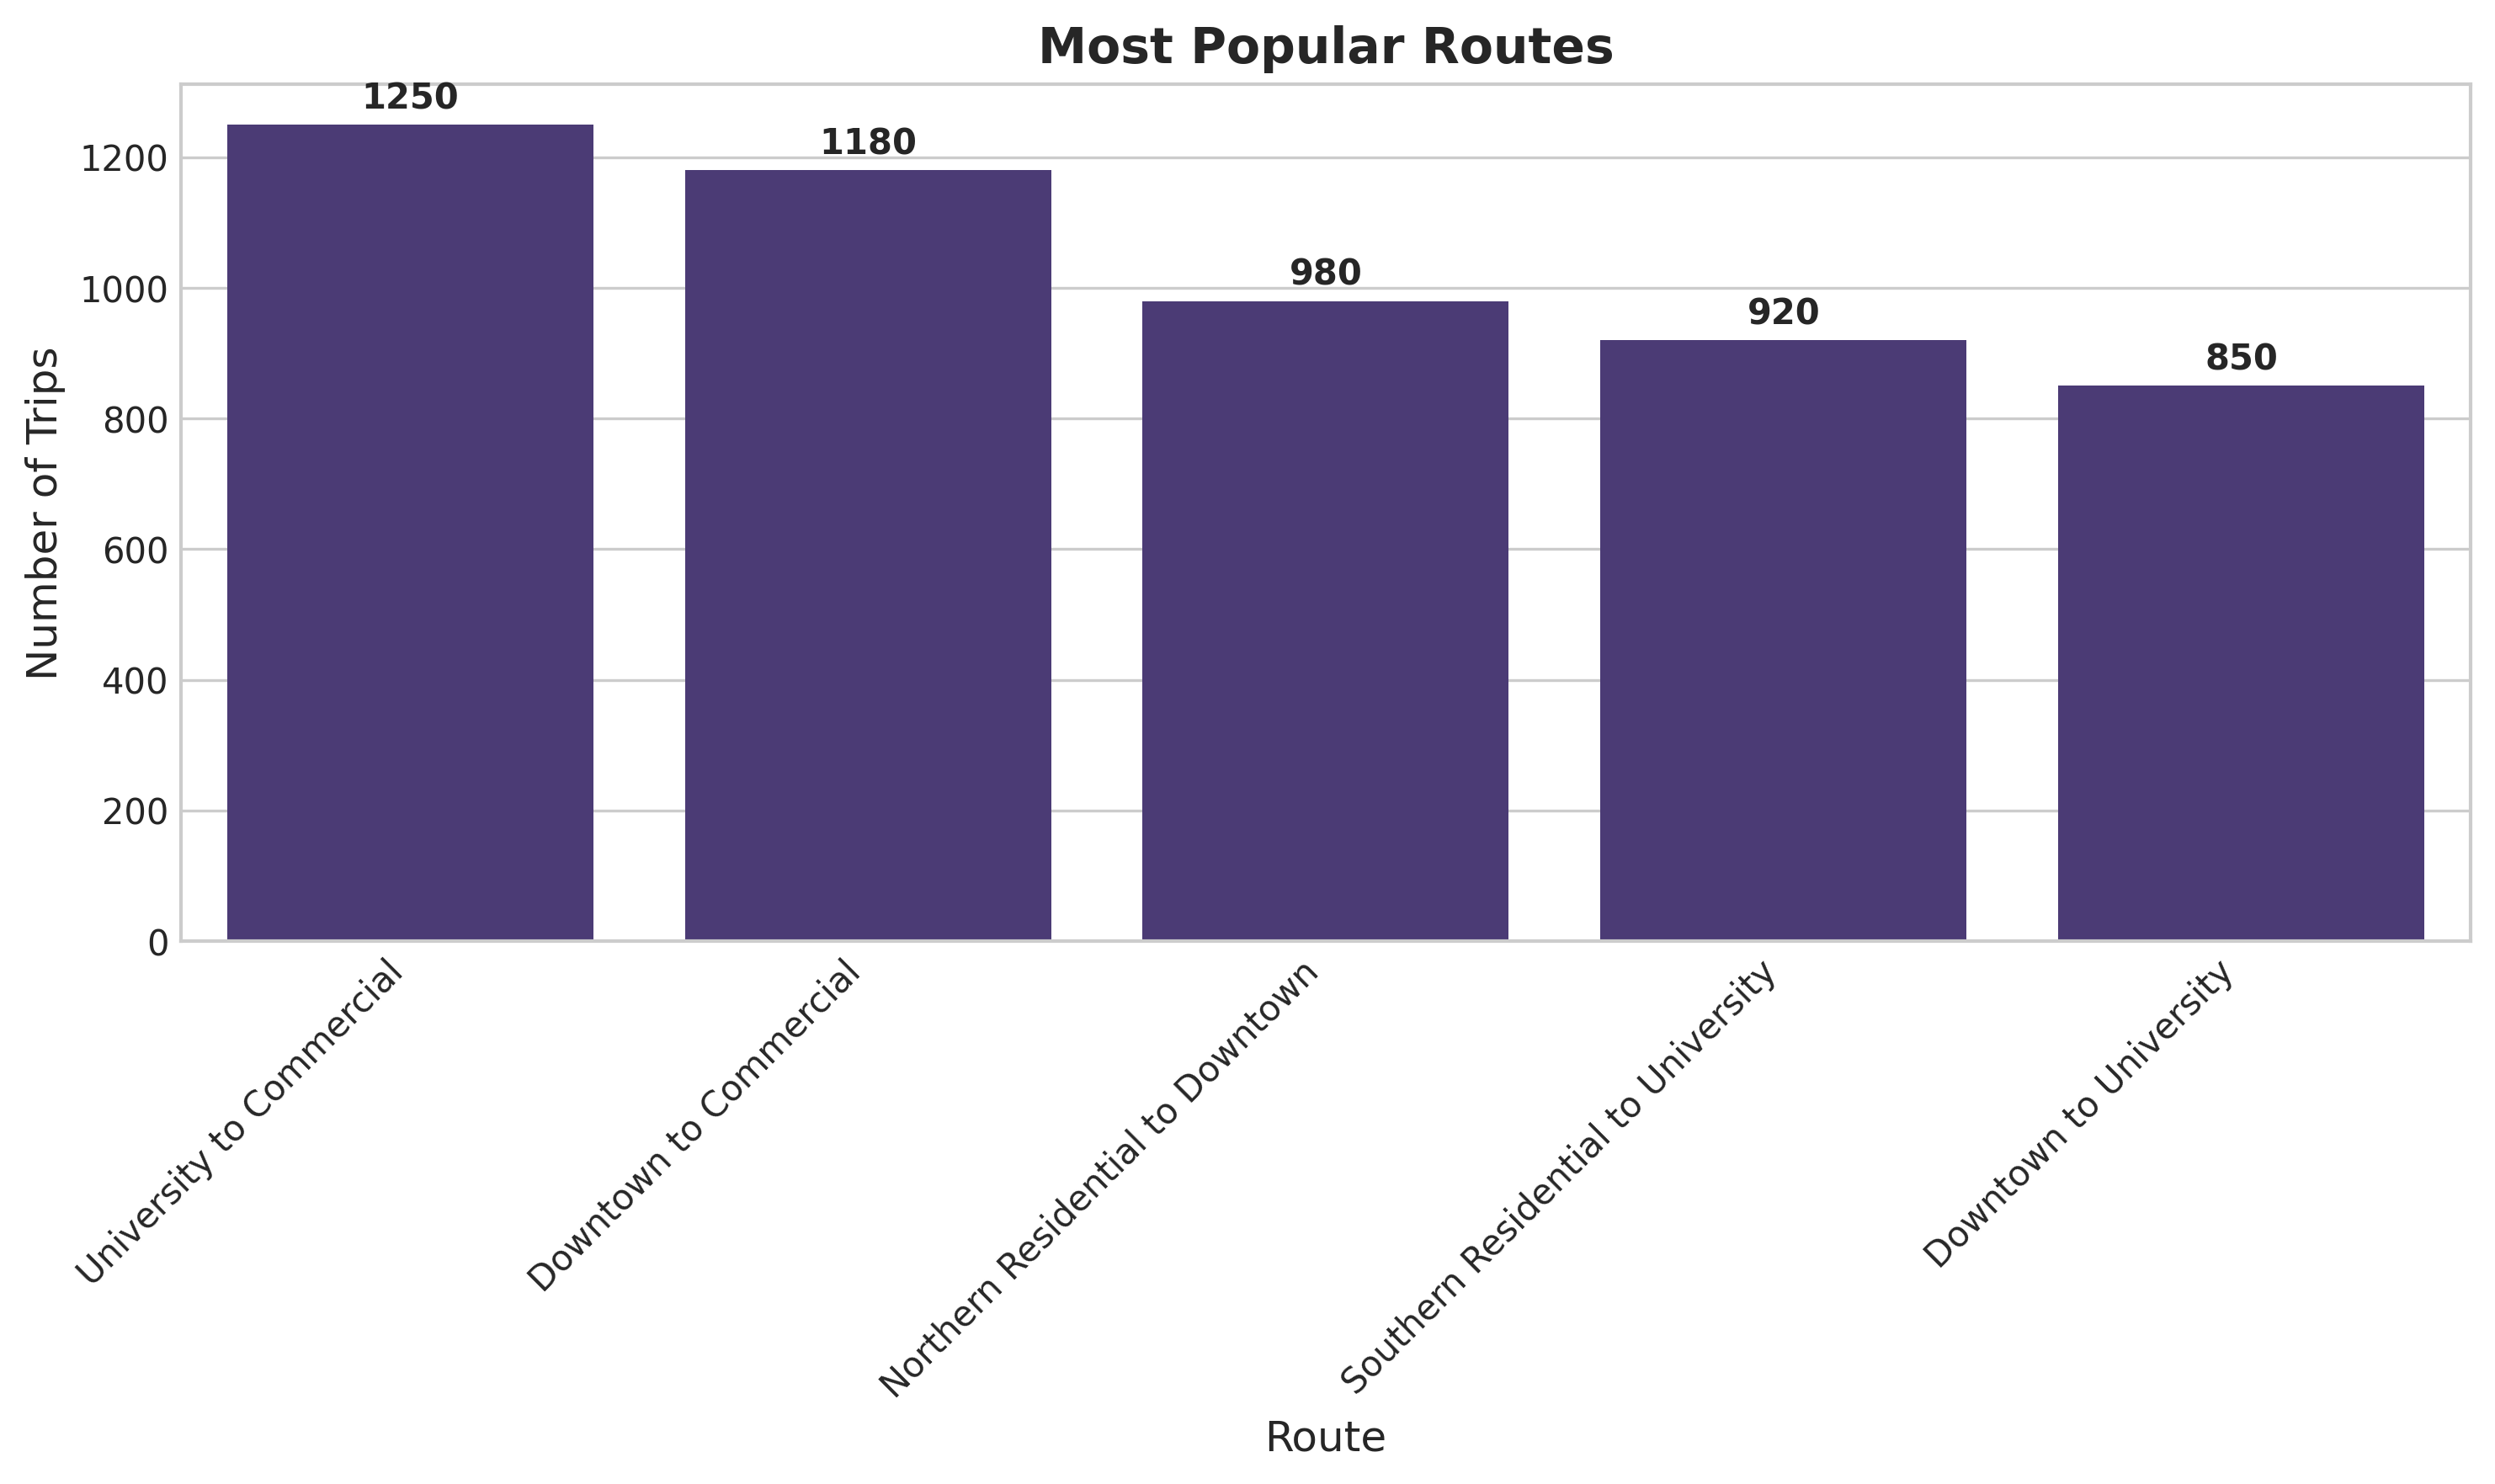 Most Popular Routes
Number of Trips
1200
1000
800
600
400
200
0
1250
1180
980
920
850
University to Commercial
Downtown to Commercial
Northern Residential to Downtown
Southern Residential to University
Downtown to University
Route